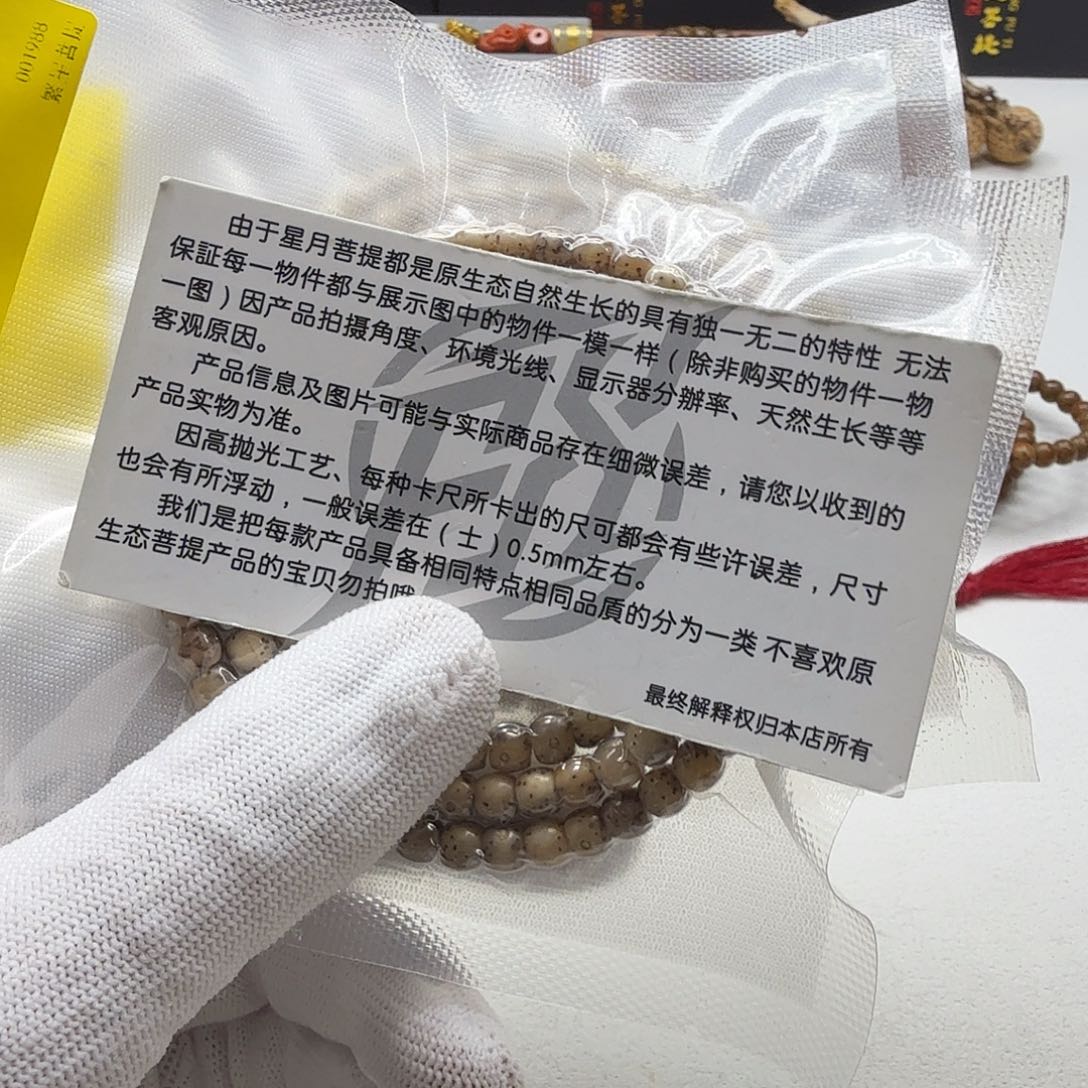 由于星月菩提都是原生态自然生长的具有独一无二的特性 无法
保証每一物件都与展示图中的物件一模一样（除非购买的物件一物
一图）因产品拍摄角度、环境光线、显示器分辦率、天然生长等等
客观原因。
产品信息及图片可能与实际商品存在细微误差，请您以收到的
产品实物为准。
因高抛光工艺、每种卡尺所卡出的尺可都会有些许误差，尺寸
也会有所浮动，一般误差在（士）0.5mm左右。
我们是把每款产品具备相同特点相同品質的分为一类 不喜欢原
生态菩提产品的宝贝勿拍哦
最终解释权归本店所有
001988